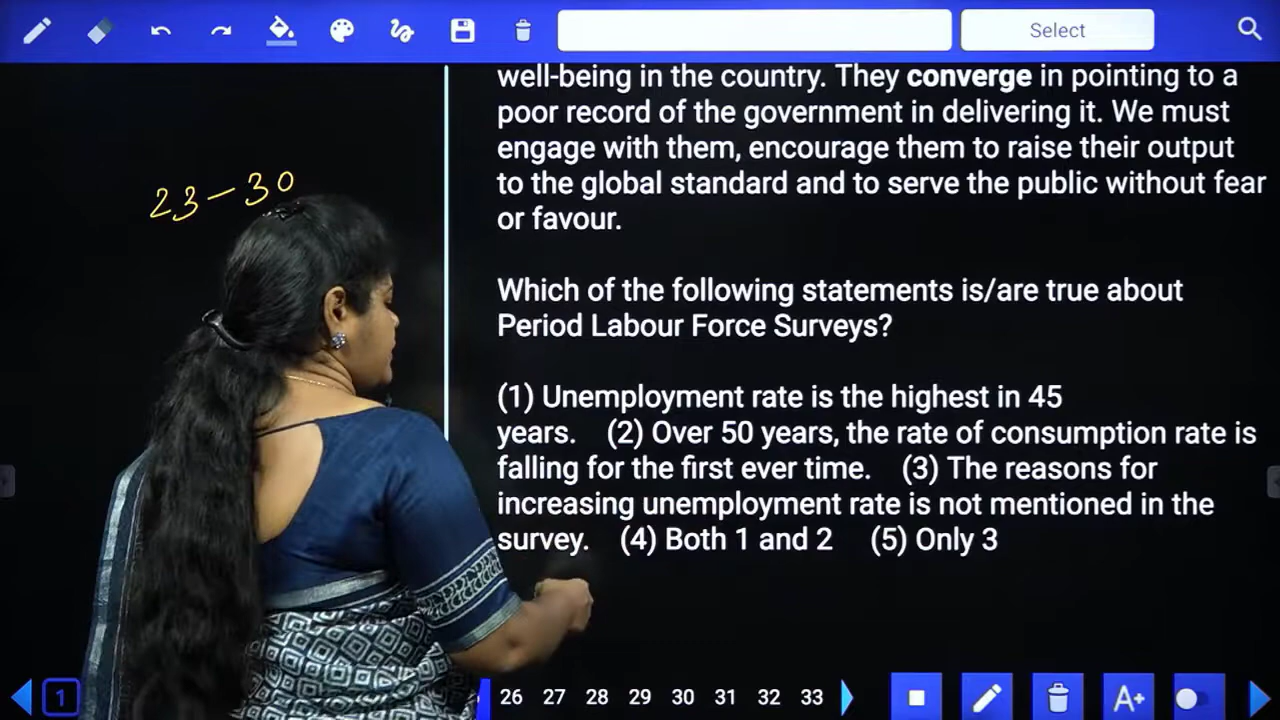 Select
well-being in the country. They converge in pointing to a
poor record of the government in delivering it. We must
engage with them, encourage them to raise their output
to the global standard and to serve the public without fear
or favour.
23-30
Which of the following statements is/are true about
Period Labour Force Surveys?
(1) Unemployment rate is the highest in 45
years. (2) Over 50 years, the rate of consumption rate is
falling for the first ever time. (3) The reasons for
increasing unemployment rate is not mentioned in the
survey. (4) Both 1 and 2 (5) Only 3
1 26 27 28 29 30 31 32 33 A+